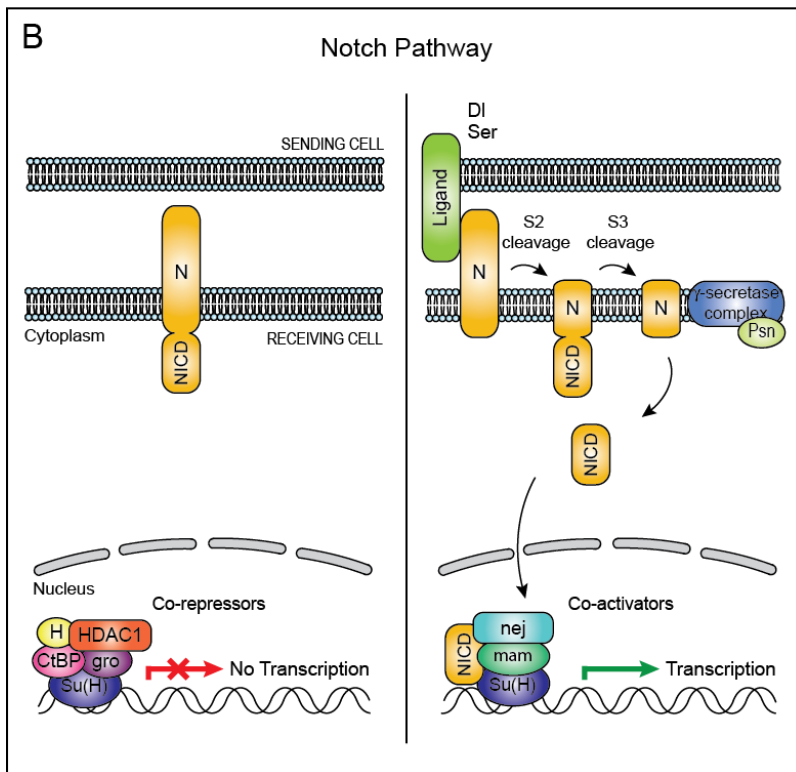 B
Notch Pathway
SENDING CELL
N
Cytoplasm
RECEIVING CELL
NICD
Nucleus
Co-repressors
H
HDAC1
CtBP
gro
Su(H)
No Transcription
Dl
Ser
Ligand
S2
cleavage
S3
cleavage
N
N
N
γ-secretase
complex
Psn
NICD
NICD
Co-activators
nej
NICD
mam
Su(H)
Transcription